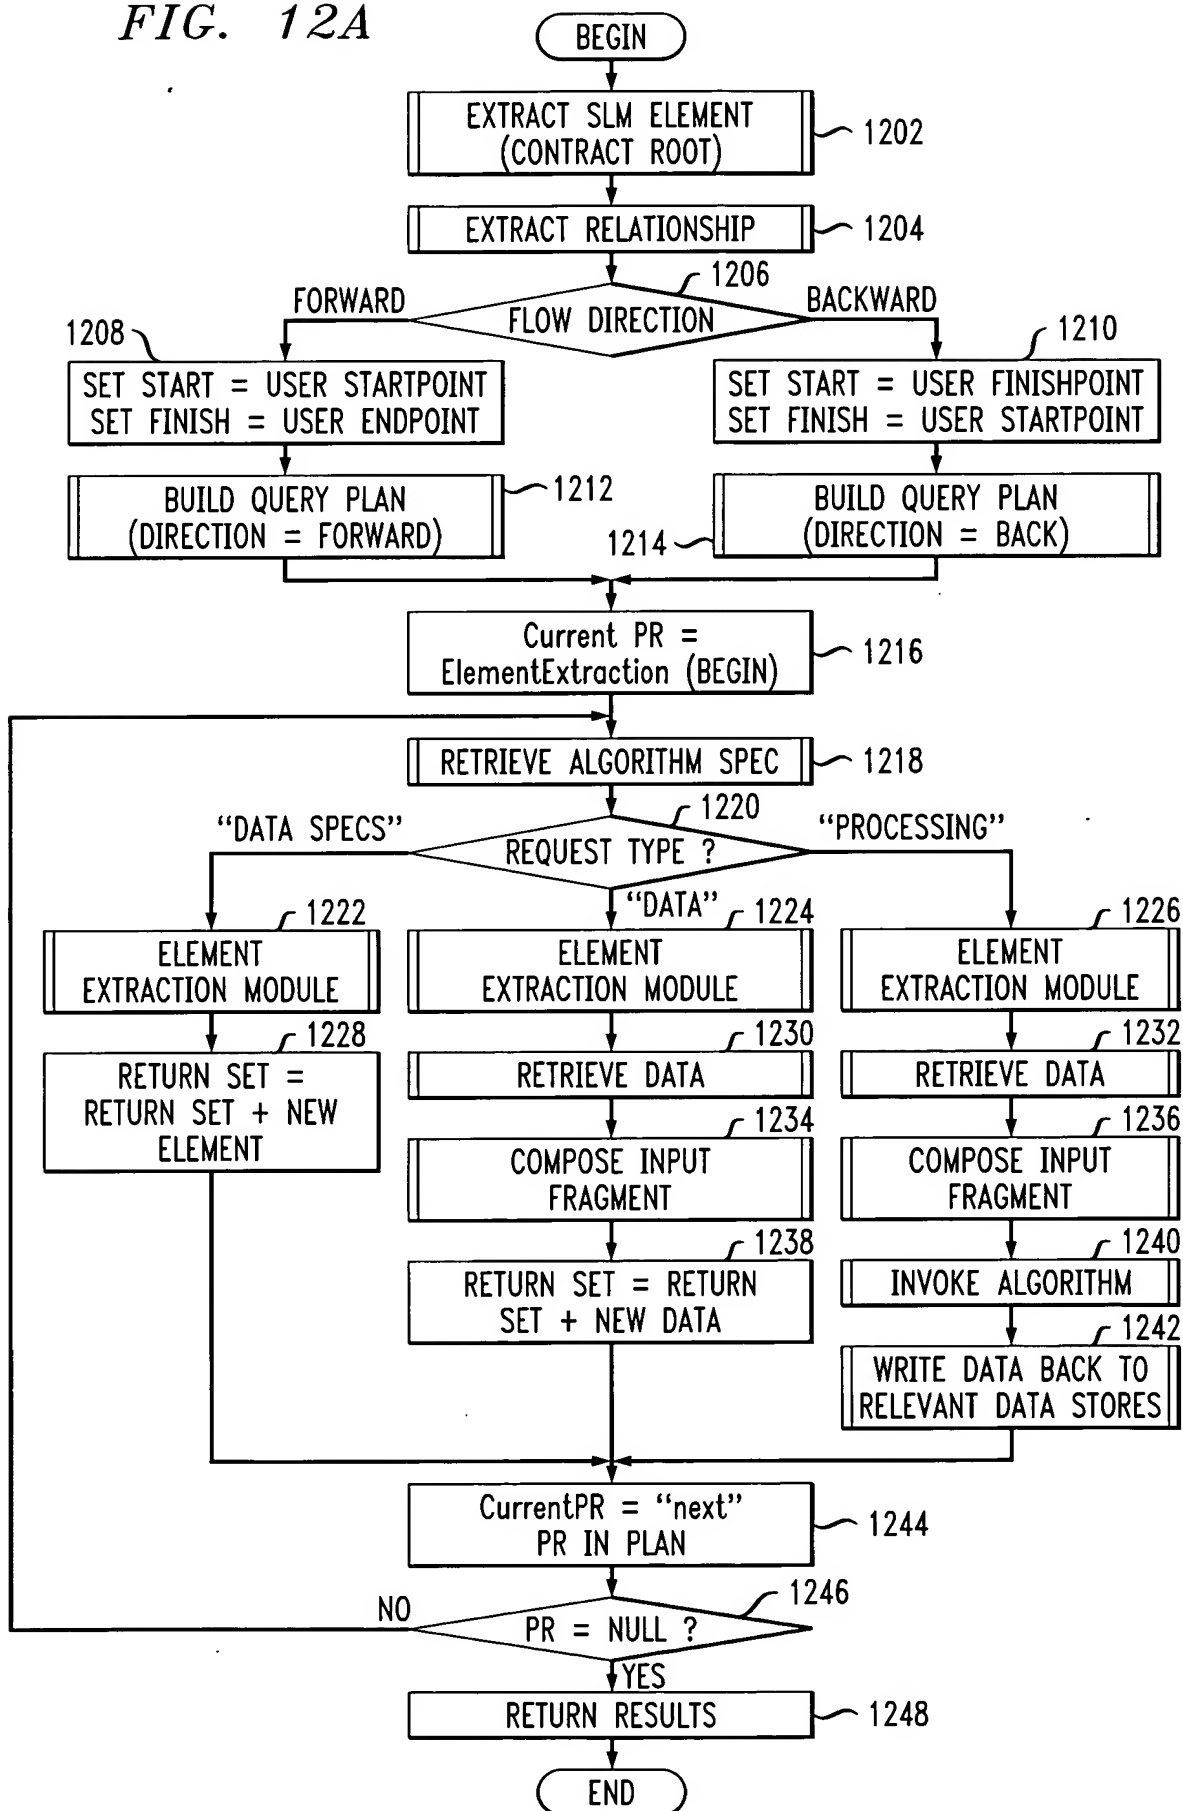 FIG. 12A
BEGIN
EXTRACT SLM ELEMENT
(CONTRACT ROOT)
1202
EXTRACT RELATIONSHIP
1204
1206
FORWARD
FLOW DIRECTION
BACKWARD
1208
SET START = USER STARTPOINT
SET FINISH = USER ENDPOINT
1210
SET START = USER FINISHPOINT
SET FINISH = USER STARTPOINT
BUILD QUERY PLAN
(DIRECTION = FORWARD)
1212
BUILD QUERY PLAN
(DIRECTION = BACK)
1214
Current PR =
ElementExtraction (BEGIN)
1216
RETRIEVE ALGORITHM SPEC
1218
1220
"DATA SPECS"
REQUEST TYPE ?
"PROCESSING"
"DATA"
1222
ELEMENT
EXTRACTION MODULE
1224
ELEMENT
EXTRACTION MODULE
1226
ELEMENT
EXTRACTION MODULE
1228
RETURN SET =
RETURN SET + NEW
ELEMENT
1230
RETRIEVE DATA
1232
RETRIEVE DATA
1234
COMPOSE INPUT
FRAGMENT
1236
COMPOSE INPUT
FRAGMENT
1238
RETURN SET = RETURN
SET + NEW DATA
1240
INVOKE ALGORITHM
1242
WRITE DATA BACK TO
RELEVANT DATA STORES
CurrentPR = "next"
PR IN PLAN
1244
1246
NO
PR = NULL ?
YES
RETURN RESULTS
1248
END